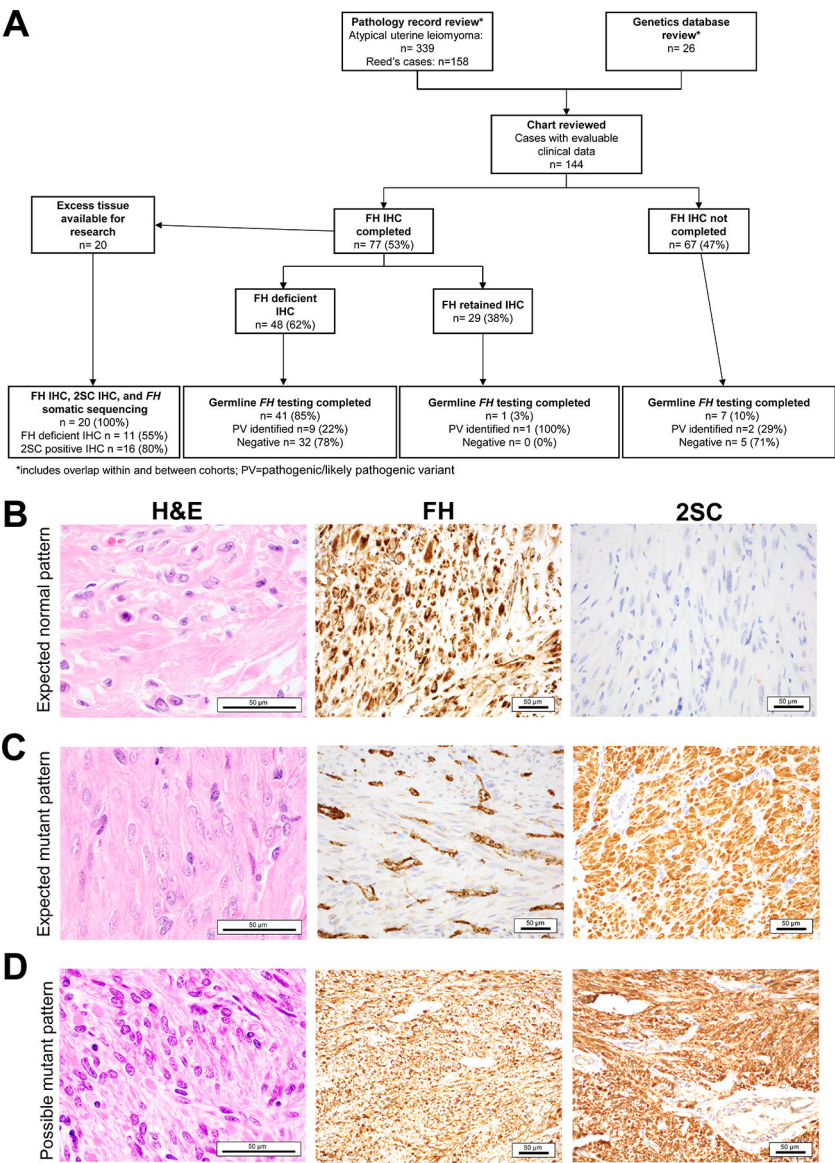 A
Pathology record review*
Atypical uterine leiomyoma:
n= 339
Reed's cases: n=158
Genetics database
review*
n= 26
Chart reviewed
Cases with evaluable
clinical data
n= 144
Excess tissue
available for
research
n= 20
FH IHC
completed
n= 77 (53%)
FH IHC not
completed
n= 67 (47%)
FH deficient
IHC
n= 48 (62%)
FH retained IHC
n= 29 (38%)
FH IHC, 2SC IHC, and FH
somatic sequencing
n= 20 (100%)
FH deficient IHC n = 11 (55%)
2SC positive IHC n =16 (80%)
Germline FH testing completed
n= 41 (85%)
PV identified n=9 (22%)
Negative n= 32 (78%)
Germline FH testing completed
n= 1 (3%)
PV identified n=1 (100%)
Negative n= 0 (0%)
Germline FH testing completed
n= 7 (10%)
PV identified n=2 (29%)
Negative n= 5 (71%)
*includes overlap within and between cohorts; PV=pathogenic/likely pathogenic variant
B
H&E
FH
2SC
Expected normal pattern
50 µm
50 µm
50 µm
C
Expected mutant pattern
50 µm
50 µm
50 µm
D
Possible mutant pattern
50 µm
50 µm
50 µm